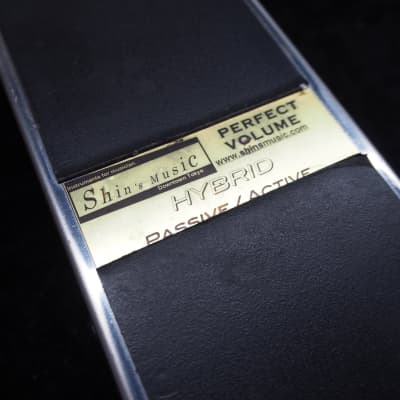 Instruments for musician.
Shin's Music
Downtown Tokyo
PERFECT
VOLUME
www.shinsmusic.com
HYBRID
PASSIVE / ACTIVE